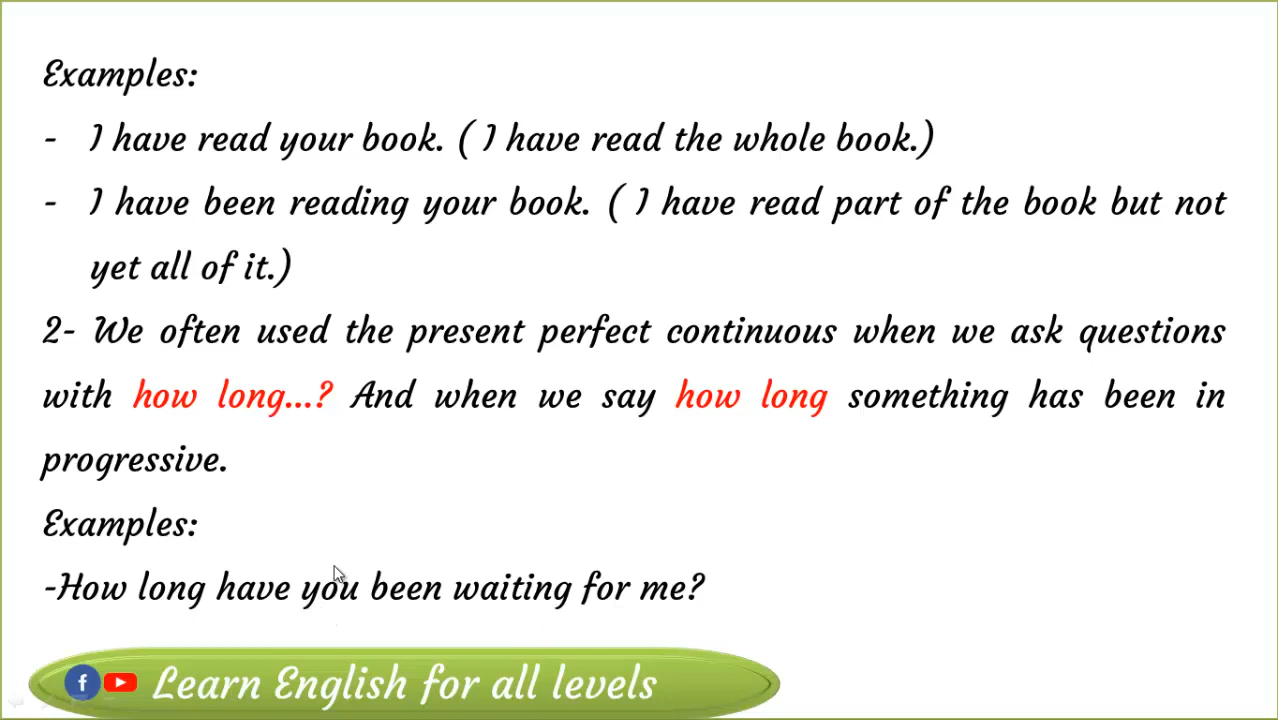 Examples:
- I have read your book. ( I have read the whole book.)
- I have been reading your book. ( I have read part of the book but not
yet all of it.)
2- We often used the present perfect continuous when we ask questions
with how long...? And when we say how long something has been in
progressive.
Examples:
-How long have you been waiting for me?
f Learn English for all levels